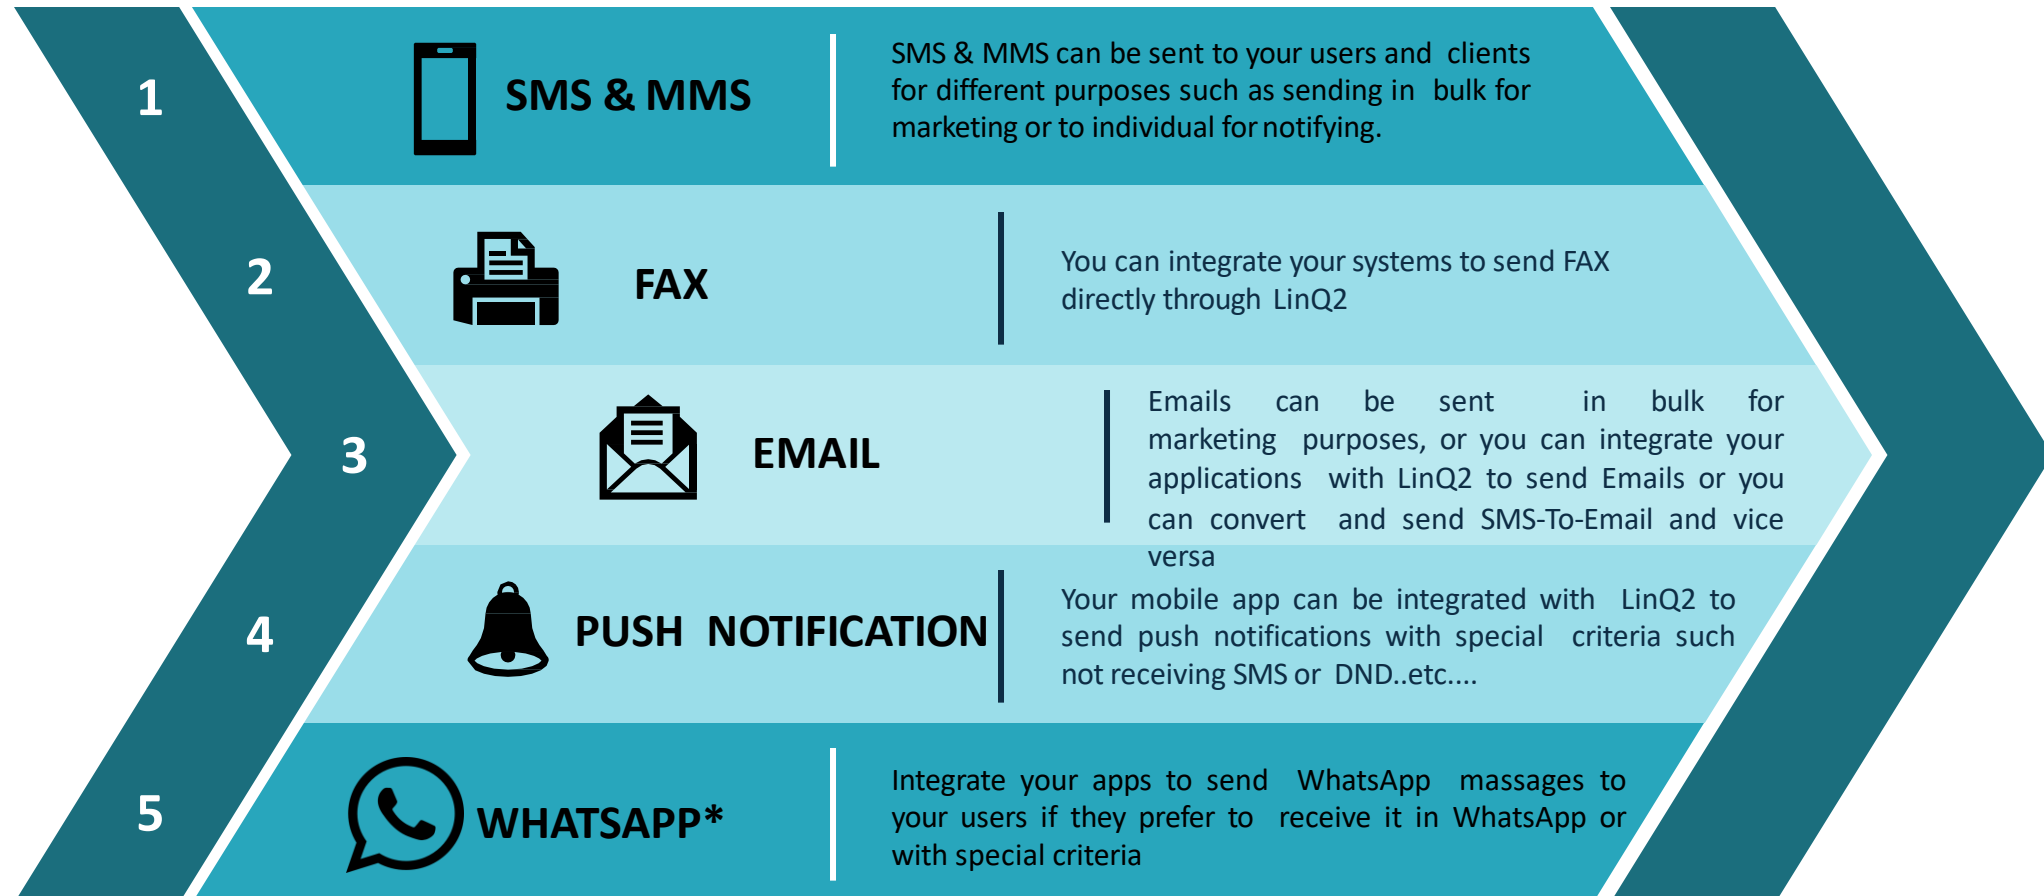 1
SMS & MMS
SMS & MMS can be sent to your users and clients
for different purposes such as sending in bulk for
marketing or to individual for notifying.
2
FAX
You can integrate your systems to send FAX
directly through LinQ2
3
EMAIL
Emails can be sent in bulk for
marketing purposes, or you can integrate your
applications with LinQ2 to send Emails or you
can convert and send SMS-To-Email and vice
versa
4
PUSH NOTIFICATION
Your mobile app can be integrated with LinQ2 to
send push notifications with special criteria such
not receiving SMS or DND..etc....
5
WHATSAPP*
Integrate your apps to send WhatsApp massages to
your users if they prefer to receive it in WhatsApp or
with special criteria